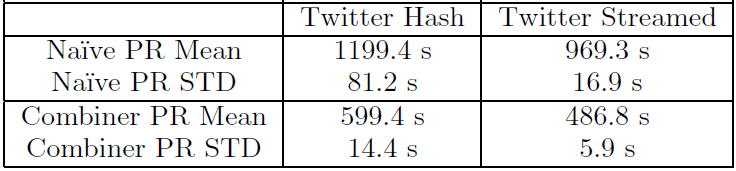 Twitter Hash Twitter Streamed
Naïve PR Mean 1199.4 s 969.3 s
Naïve PR STD 81.2 s 16.9 s
Combiner PR Mean 599.4 s 486.8 s
Combiner PR STD 14.4 s 5.9 s